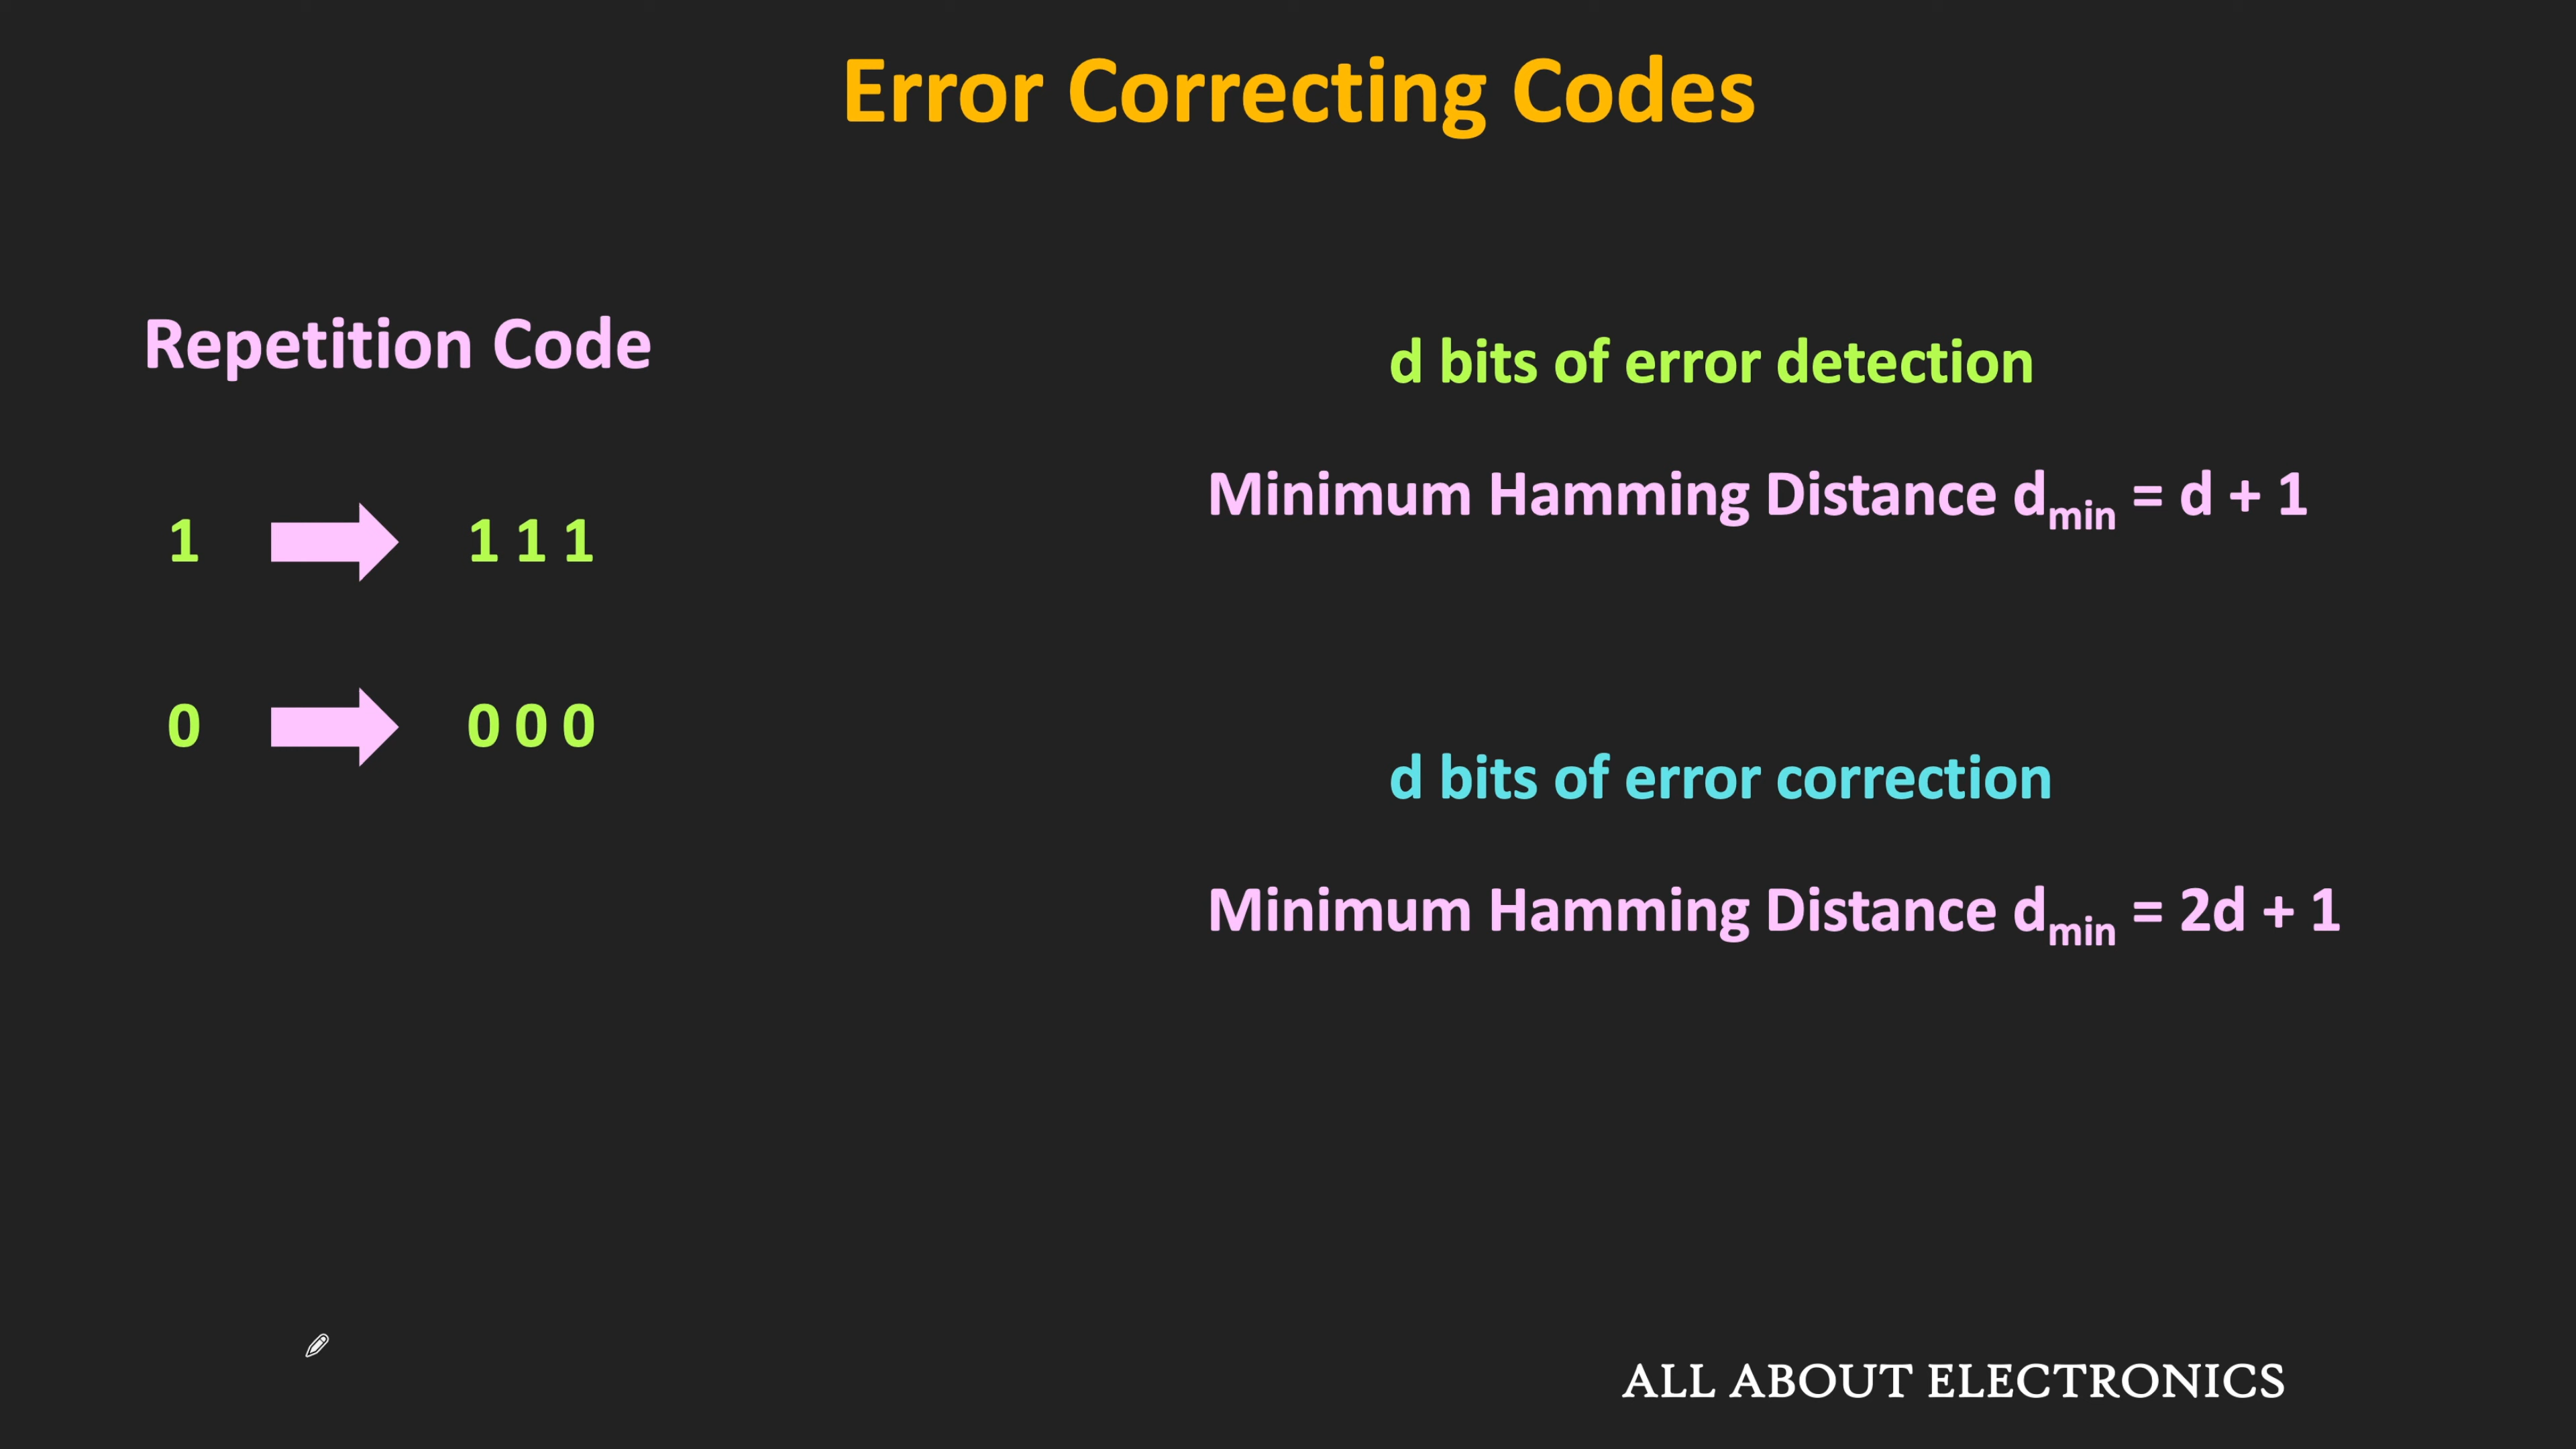 Error Correcting Codes
Repetition Code
1 1 1 1
0 0 0 0
d bits of error detection
Minimum Hamming Distance dmin = d + 1
d bits of error correction
Minimum Hamming Distance dmin = 2d + 1
ALL ABOUT ELECTRONICS